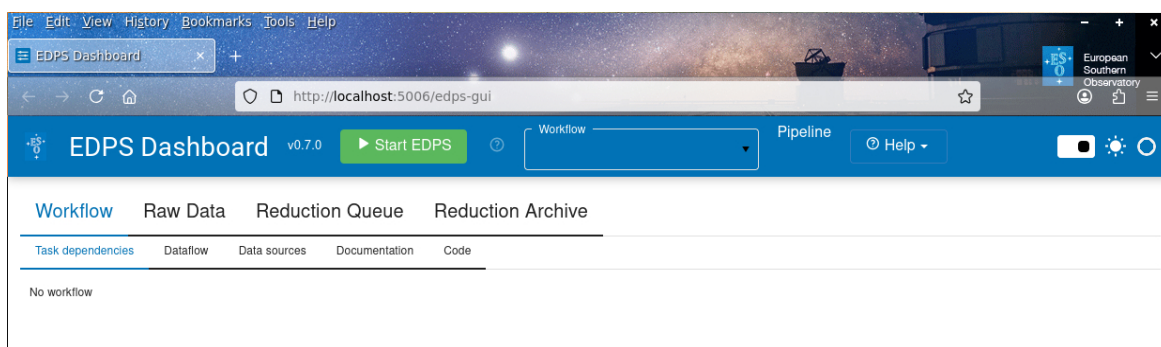 File Edit View History Bookmarks Tools Help
EDPS Dashboard
European
Southern
Observatory
http://localhost:5006/edps-gui
EDPS Dashboard v0.7.0 Start EDPS Workflow Pipeline Help
Workflow Raw Data Reduction Queue Reduction Archive
Task dependencies Dataflow Data sources Documentation Code
No workflow